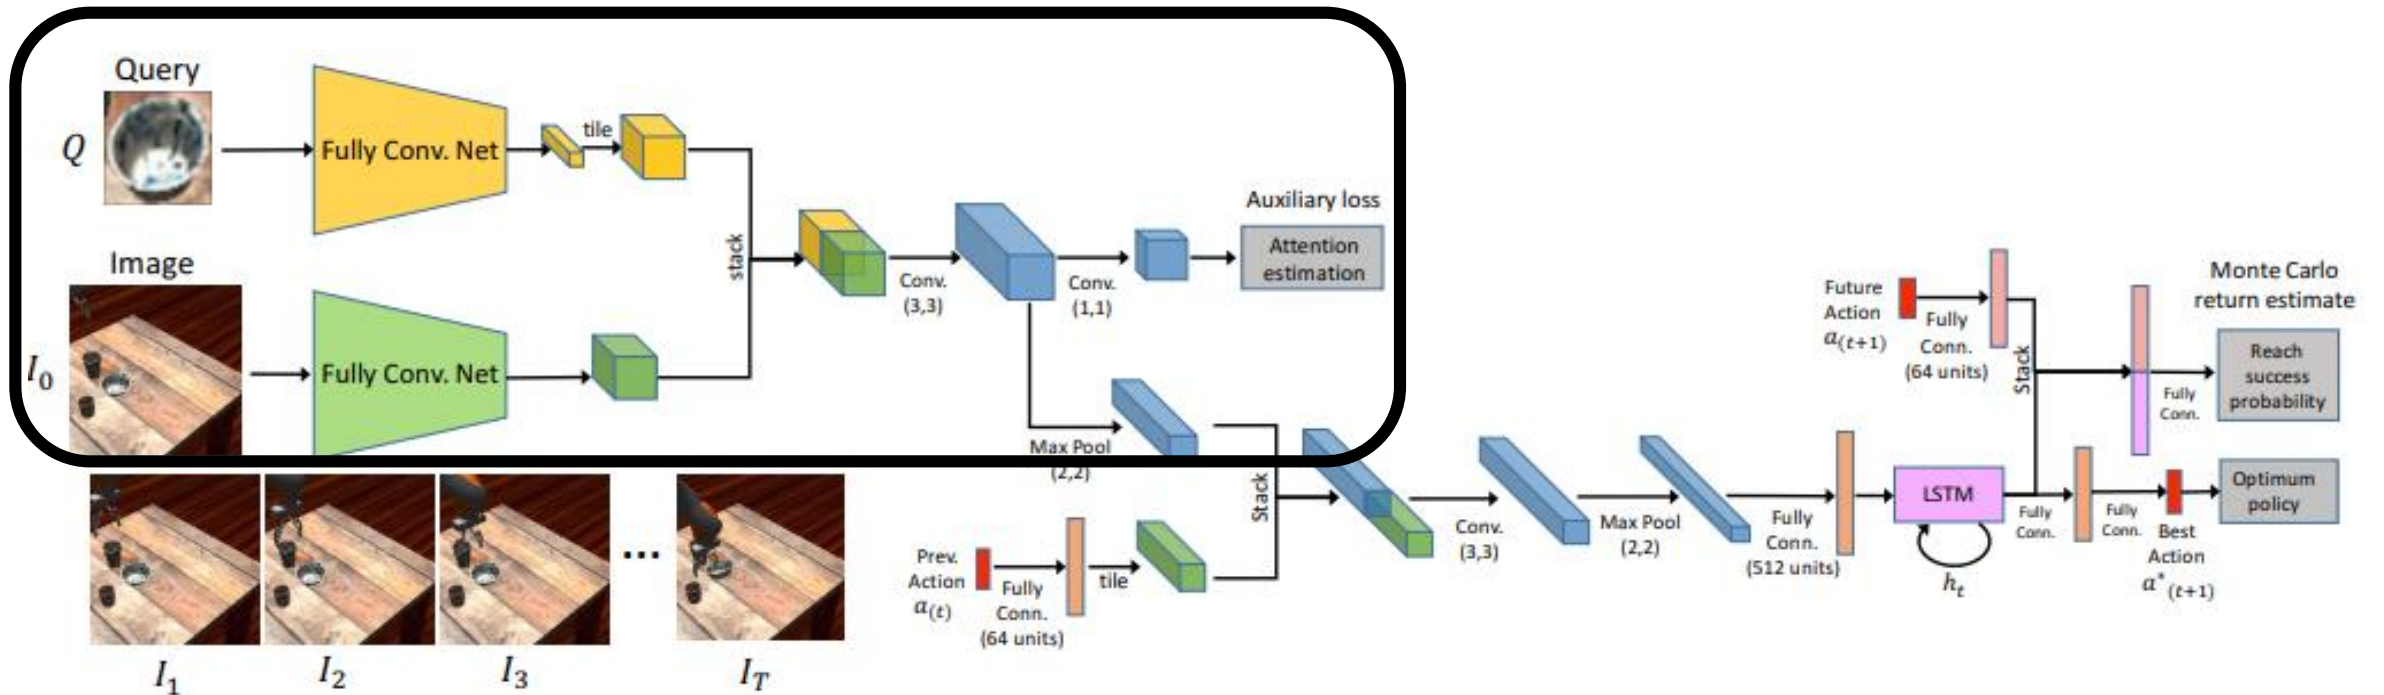 Query
Q
Fully Conv. Net
tile
Image
I₀
Fully Conv. Net
stack
Conv.
(3,3)
Conv.
(1,1)
Auxiliary loss
Attention
estimation
Max Pool
(2,2)
I₁
I₂
I₃
...
I_T
Prev.
Action
a₍t₎
Fully
Conn.
(64 units)
tile
Stack
Conv.
(3,3)
Max Pool
(2,2)
Fully
Conn.
(512 units)
LSTM
h_t
Future
Action
a₍t+1₎
Fully
Conn.
(64 units)
Stack
Fully
Conn.
Monte Carlo
return estimate
Reach
success
probability
Fully
Conn.
Fully
Conn.
Best
Action
a*₍t+1₎
Optimum
policy